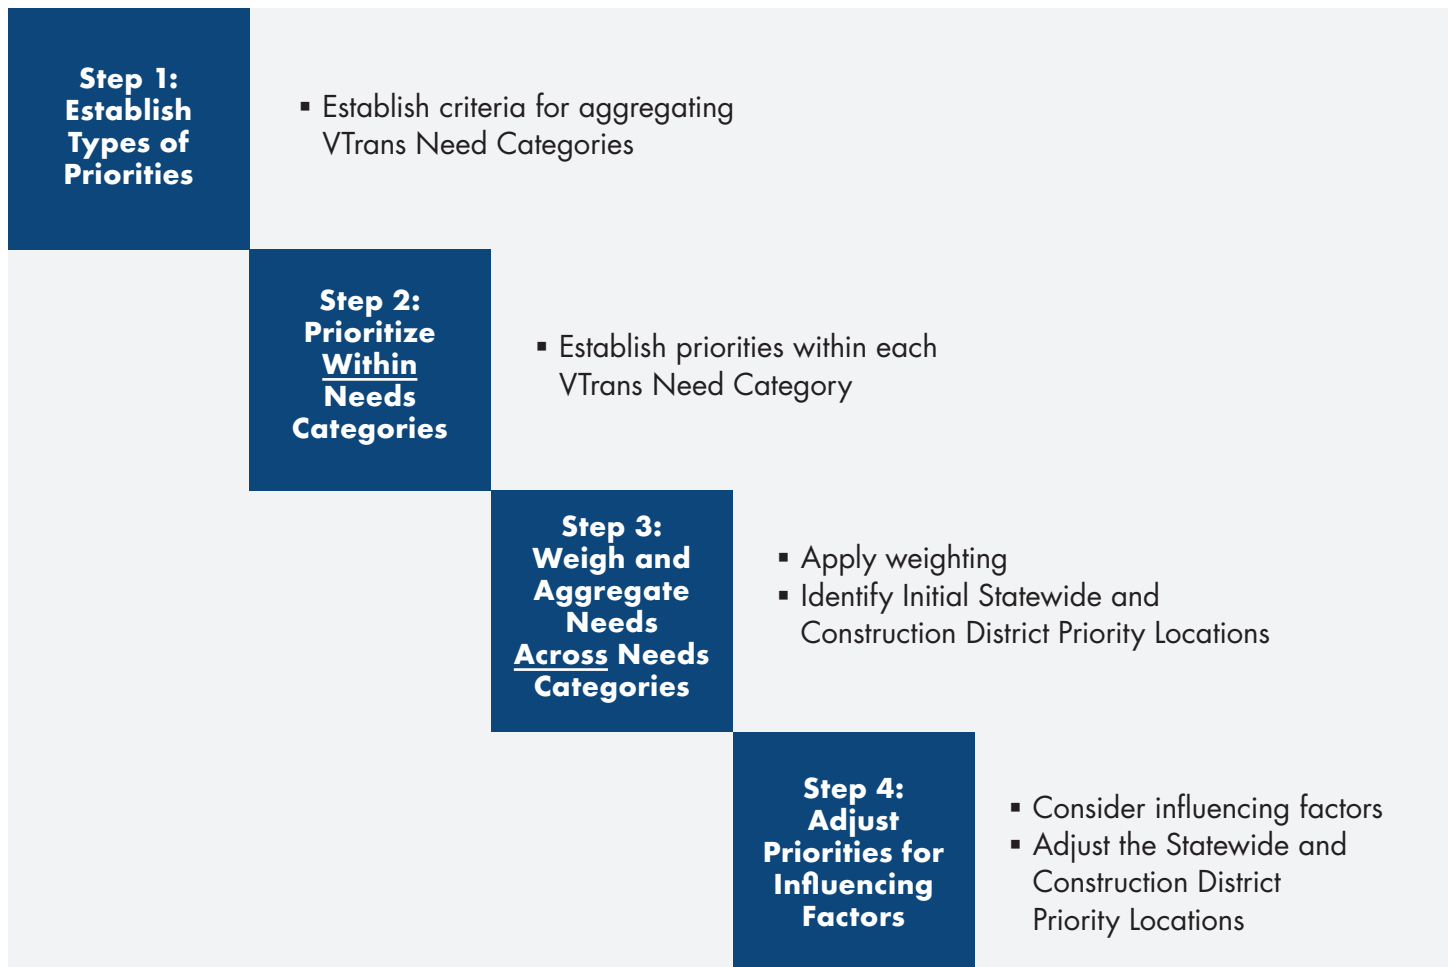 Step 1:
Establish
Types of
Priorities
▪ Establish criteria for aggregating
VTrans Need Categories
Step 2:
Prioritize
Within
Needs
Categories
▪ Establish priorities within each
VTrans Need Category
Step 3:
Weigh and
Aggregate
Needs
Across Needs
Categories
▪ Apply weighting
▪ Identify Initial Statewide and
Construction District Priority Locations
Step 4:
Adjust
Priorities for
Influencing
Factors
▪ Consider influencing factors
▪ Adjust the Statewide and
Construction District
Priority Locations